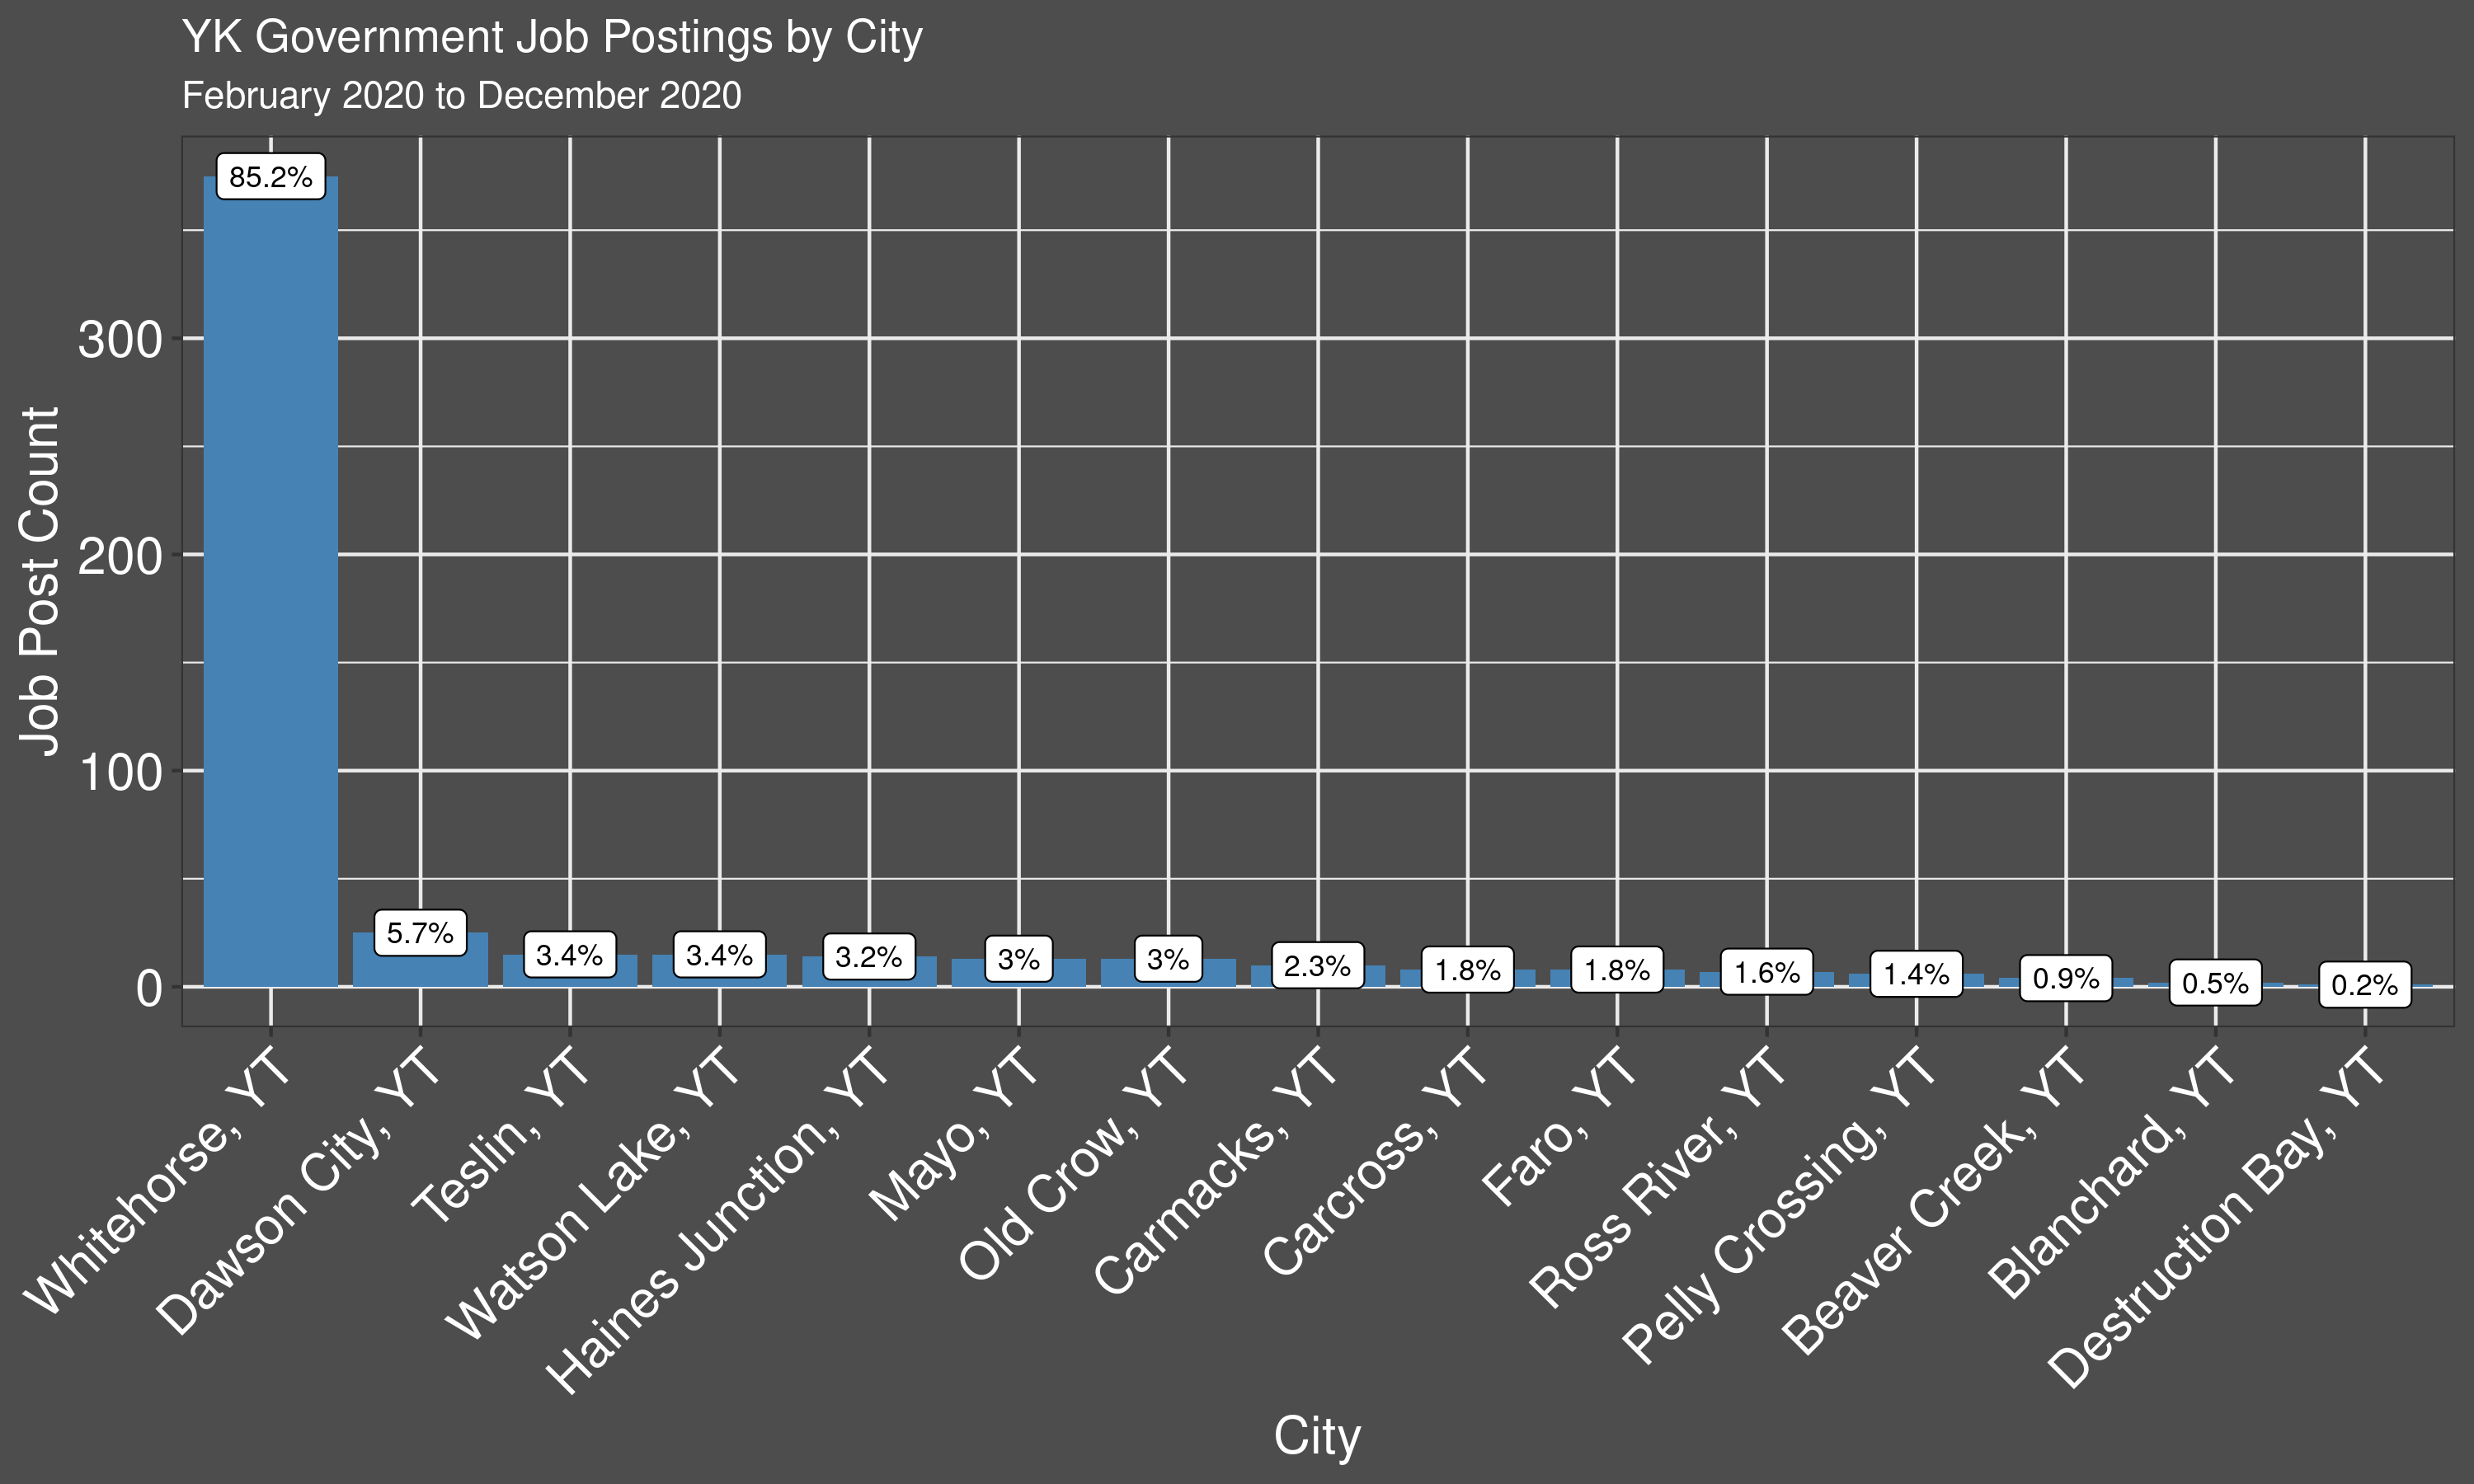 YK Government Job Postings by City
February 2020 to December 2020
Job Post Count
300
200
100
0
85.2%
5.7%
3.4%
3.4%
3.2%
3%
3%
2.3%
1.8%
1.8%
1.6%
1.4%
0.9%
0.5%
0.2%
Whitehorse, YT
Dawson City, YT
Teslin, YT
Watson Lake, YT
Haines Junction, YT
Mayo, YT
Old Crow, YT
Carmacks, YT
Carcross, YT
Faro, YT
Ross River, YT
Pelly Crossing, YT
Beaver Creek, YT
Blanchard, YT
Destruction Bay, YT
City